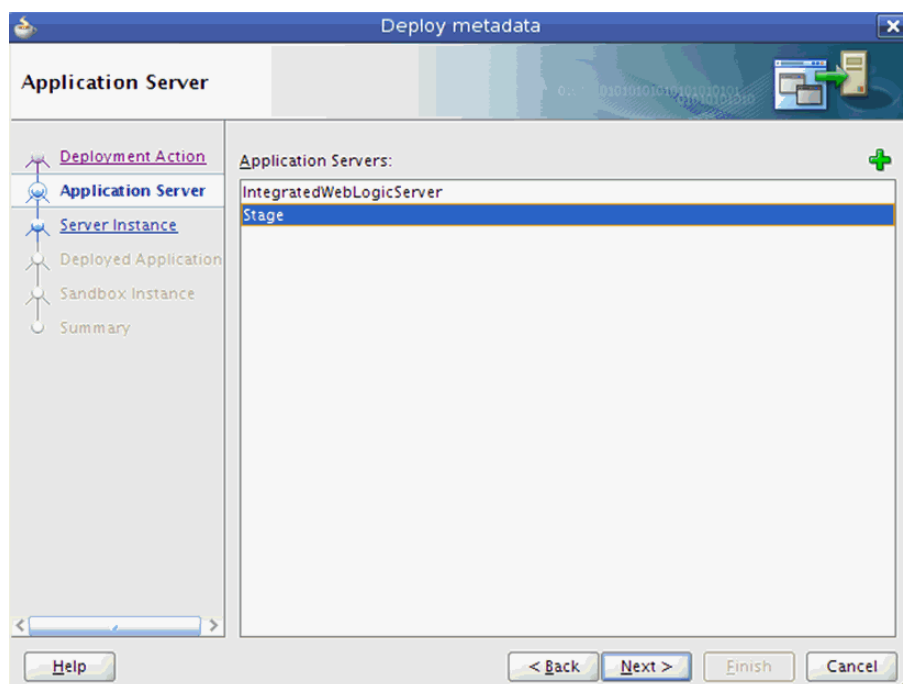 Deploy metadata
Application Server
Deployment Action
Application Server
Server Instance
Deployed Application
Sandbox Instance
Summary
Application Servers:
IntegratedWebLogicServer
Stage
Help
< Back
Next >
Finish
Cancel